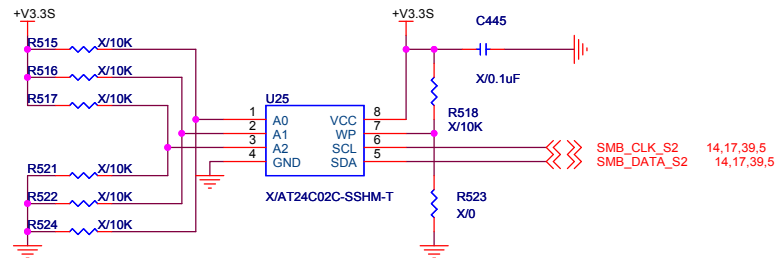 +V3.3S
+V3.3S
C445
R515 X/10K
R516 X/10K
X/0.1uF
R517 X/10K
U25
R518
X/10K
1 A0 VCC 8
2 A1 WP 7
3 A2 SCL 6
4 GND SDA 5
SMB_CLK_S2 14,17,39,5
SMB_DATA_S2 14,17,39,5
R521 X/10K
X/AT24C02C-SSHM-T
R522 X/10K
R523
X/0
R524 X/10K